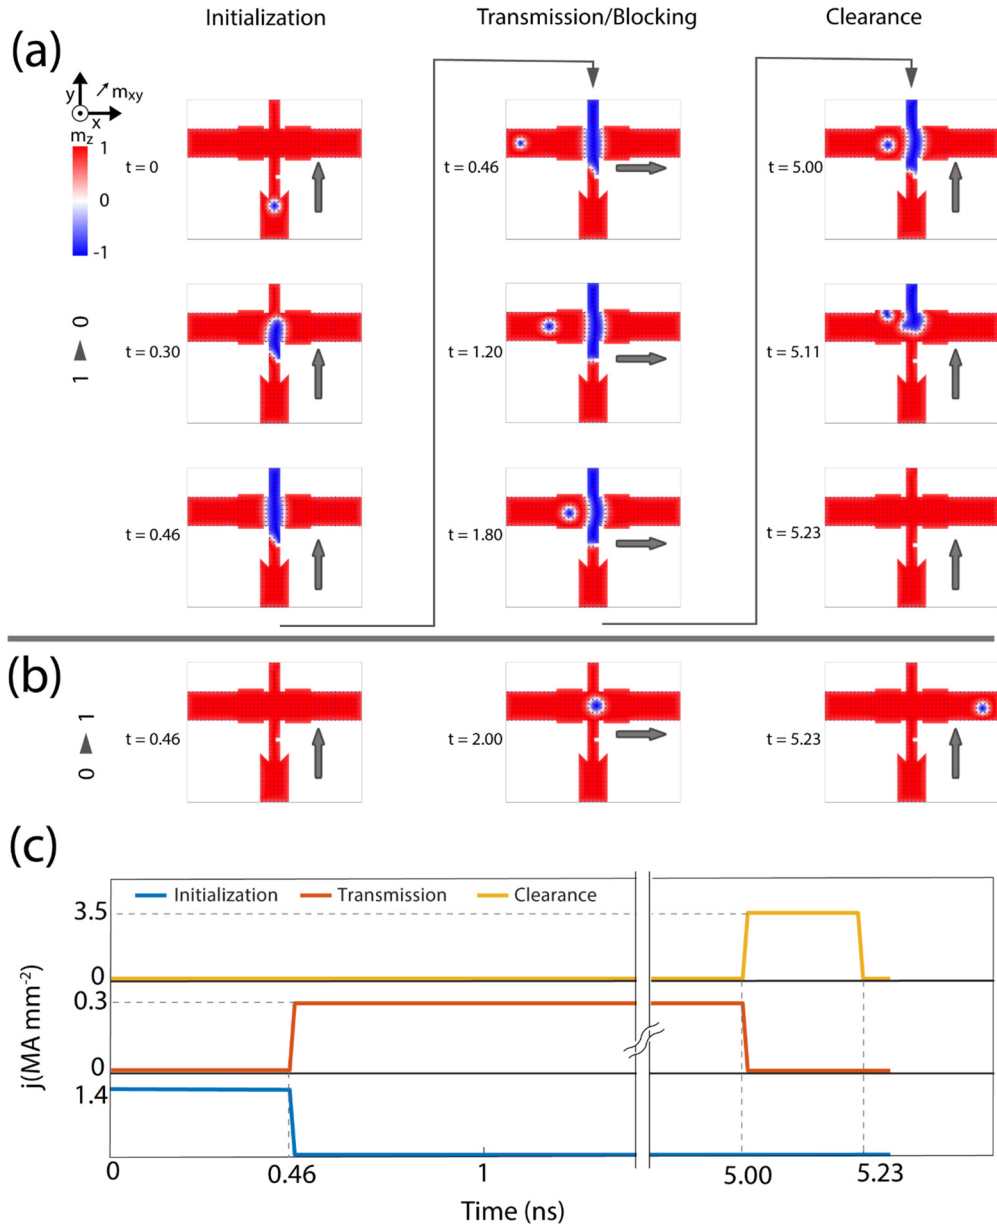 Initialization
Transmission/Blocking
Clearance
(a)
y
m_xy
x
m_z
1
0
-1
t = 0
t = 0.46
t = 5.00
1 ▶ 0
t = 0.30
t = 1.20
t = 5.11
t = 0.46
t = 1.80
t = 5.23
(b)
0 ▶ 1
t = 0.46
t = 2.00
t = 5.23
(c)
Initialization Transmission Clearance
j(MA mm⁻²)
3.5
0
0.3
0
1.4
0 0.46 1 5.00 5.23
Time (ns)